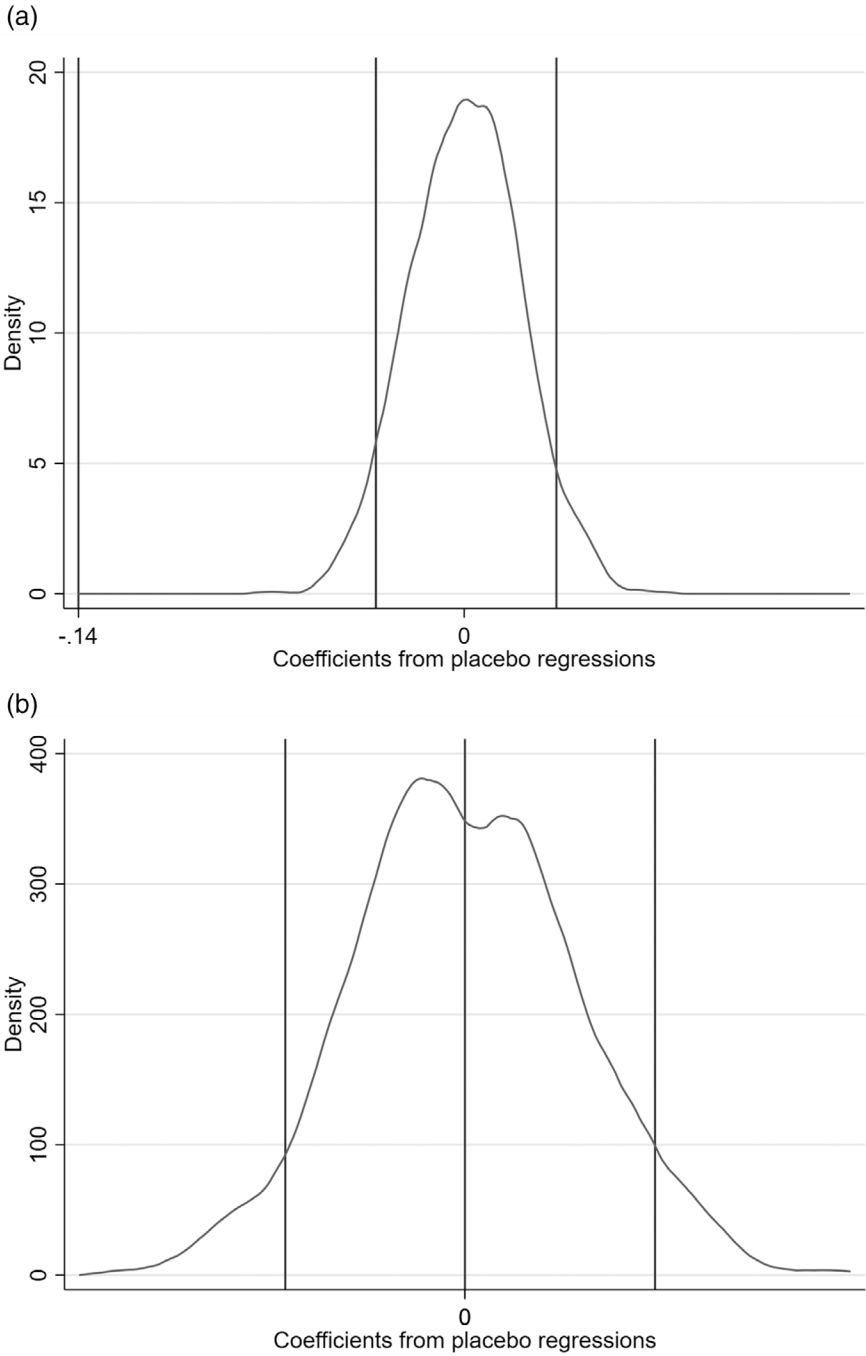 (a)
20
15
10
5
0
Density
-.14
0
Coefficients from placebo regressions
(b)
400
300
200
100
0
Density
0
Coefficients from placebo regressions